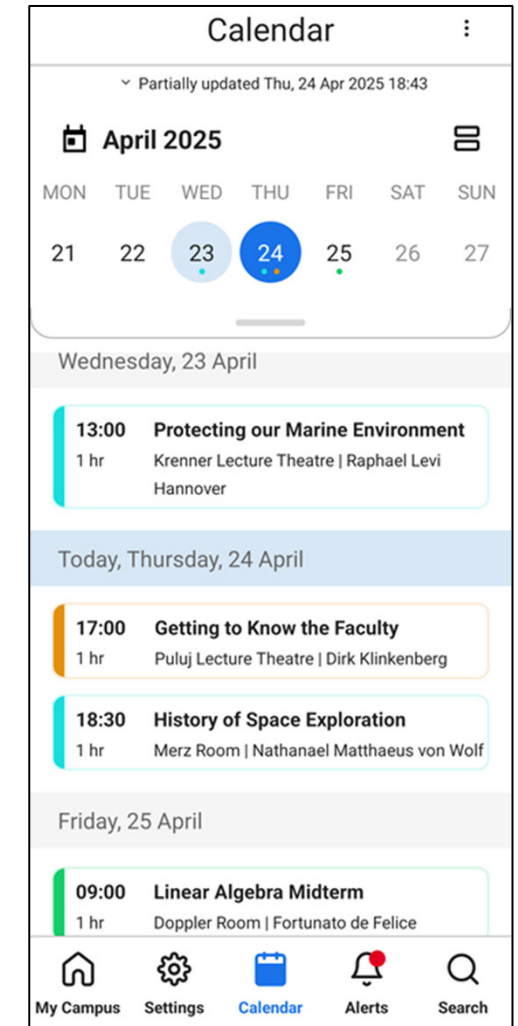 Calendar
Partially updated Thu, 24 Apr 2025 18:43
April 2025
MON TUE WED THU FRI SAT SUN
21 22 23 24 25 26 27
Wednesday, 23 April
13:00 Protecting our Marine Environment
1 hr Krenner Lecture Theatre | Raphael Levi
Hannover
Today, Thursday, 24 April
17:00 Getting to Know the Faculty
1 hr Puluj Lecture Theatre | Dirk Klinkenberg
18:30 History of Space Exploration
1 hr Merz Room | Nathanael Matthaeus von Wolf
Friday, 25 April
09:00 Linear Algebra Midterm
1 hr Doppler Room | Fortunato de Felice
My Campus Settings Calendar Alerts Search